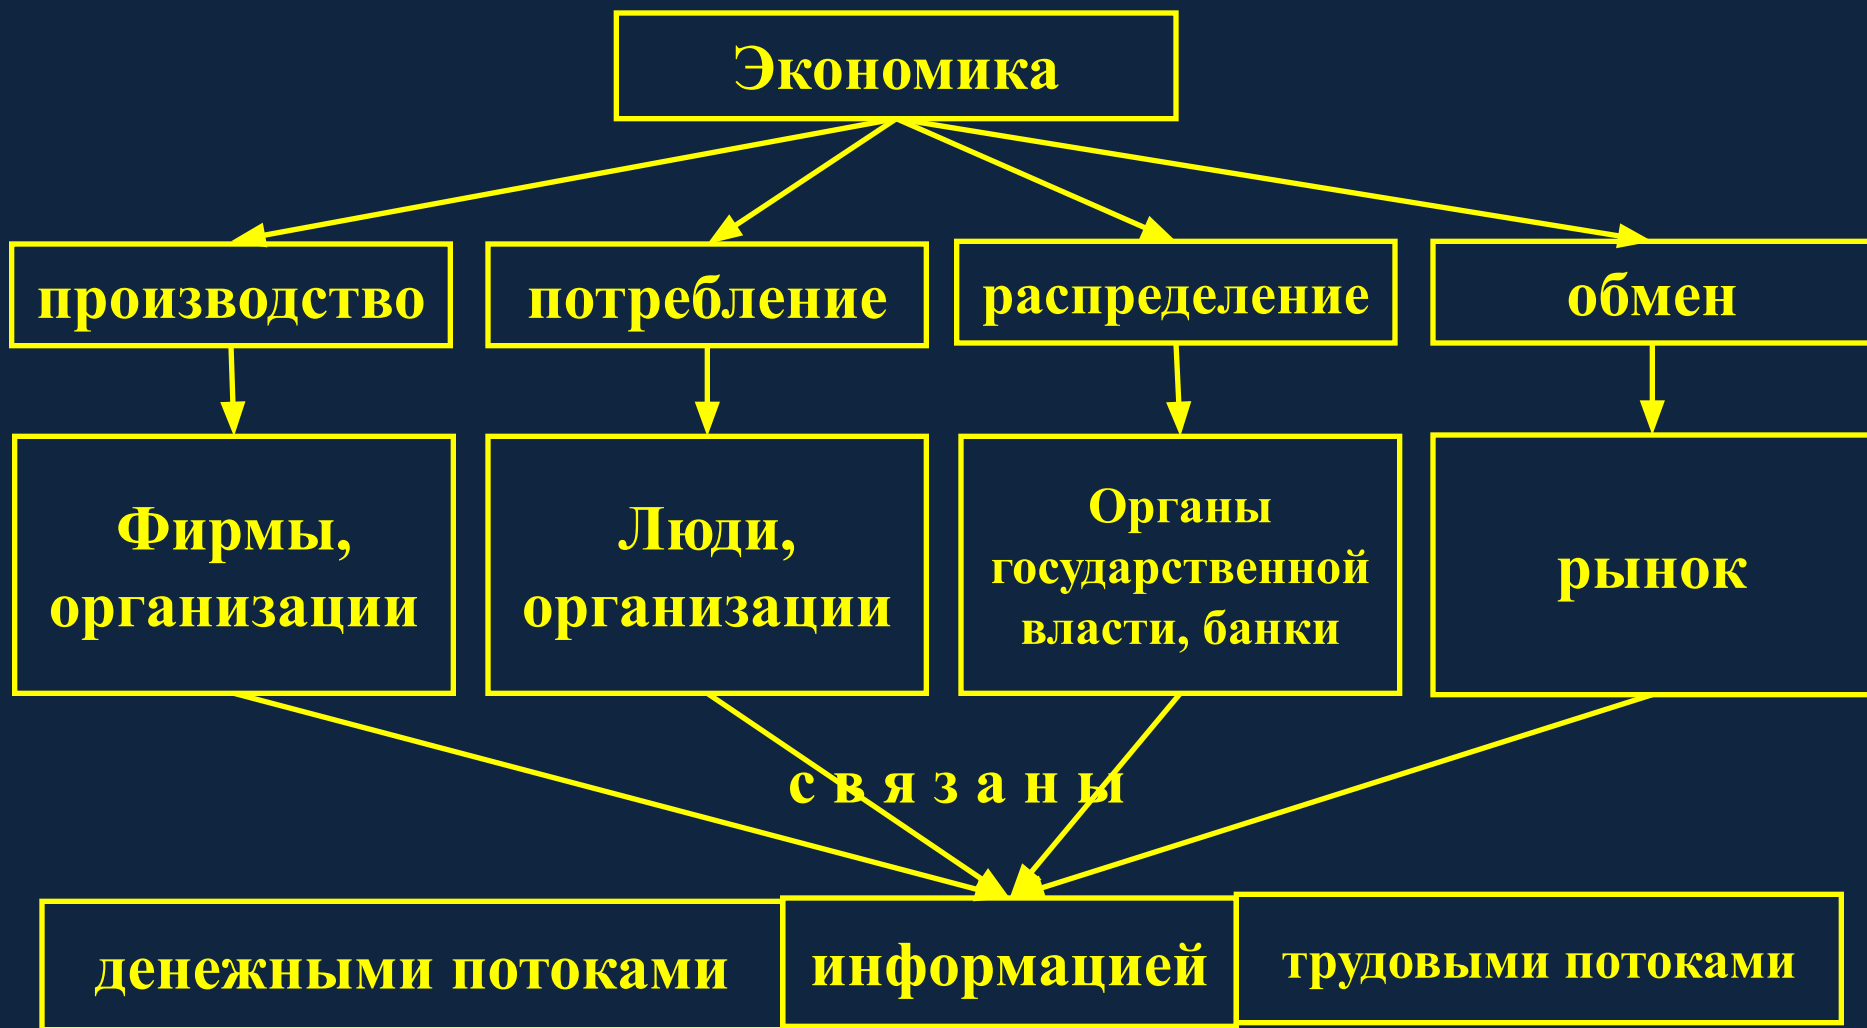 Экономика
производство
потребление
распределение
обмен
Фирмы,
организации
Люди,
организации
Органы
государственной
власти, банки
рынок
с в я з а н ы
денежными потоками
информацией
трудовыми потоками